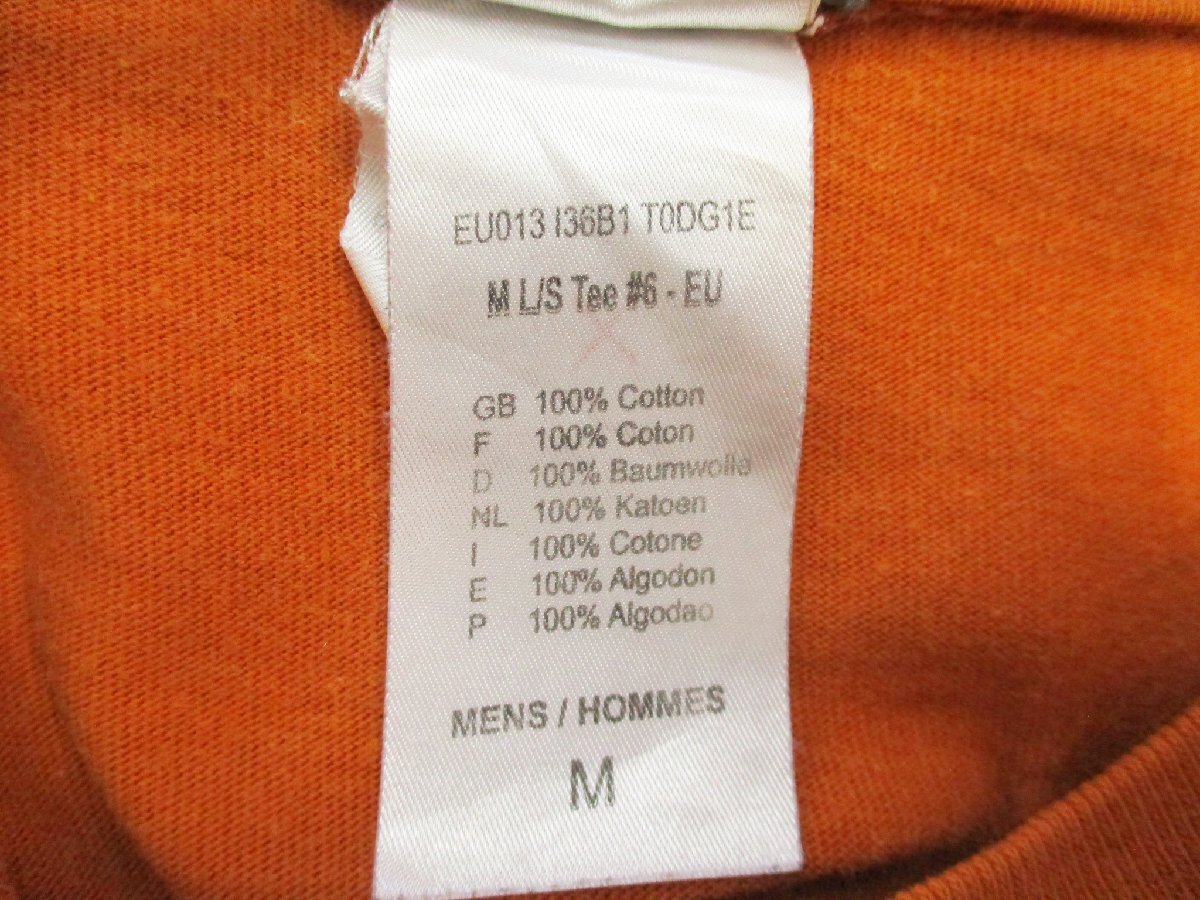 EU013 I36B1 T0DG1E
M L/S Tee #6 - EU
GB 100% Cotton
F 100% Coton
D 100% Baumwolle
NL 100% Katoen
I 100% Cotone
E 100% Algodon
P 100% Algodao
MENS / HOMMES
M